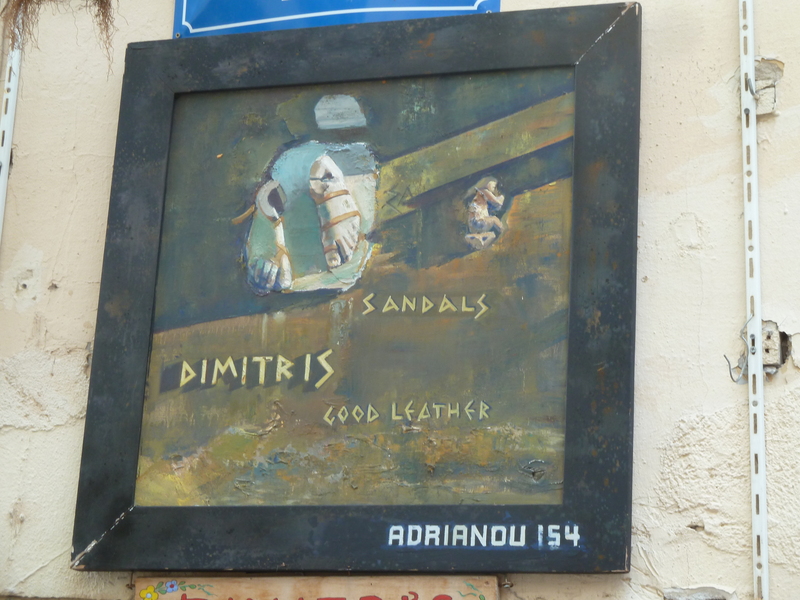 SANDALS
DIMITRIS
GOOD LEATHER
ADRIANOU 154